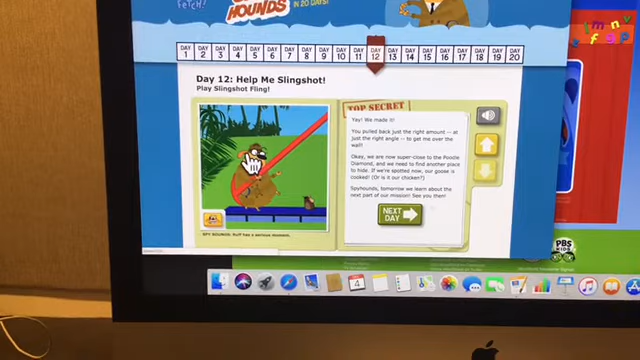 FETCH!
HOUNDS
IN 20 DAYS!
DAY 1 DAY 2 DAY 3 DAY 4 DAY 5 DAY 6 DAY 7 DAY 8 DAY 9 DAY 10 DAY 11 DAY 12 DAY 13 DAY 14 DAY 15 DAY 16 DAY 17 DAY 18 DAY 19 DAY 20
Day 12: Help Me Slingshot!
Play Slingshot Fling!
TOP SECRET
Yay! We made it!
You pulled back just the right amount -- at
just the right angle -- to get me over the
wall!
Okay, we are now super-close to the Poodle
Diamond, and we need to find another place
to hide. If we're spotted now, our goose is
cooked! (Or is it our chicken?)
Spyhounds, tomorrow we learn about the
next part of our mission! See you then!
NEXT
DAY
SPY HOUNDS: Ruff has a serious moment.
PBS
KIDS
4